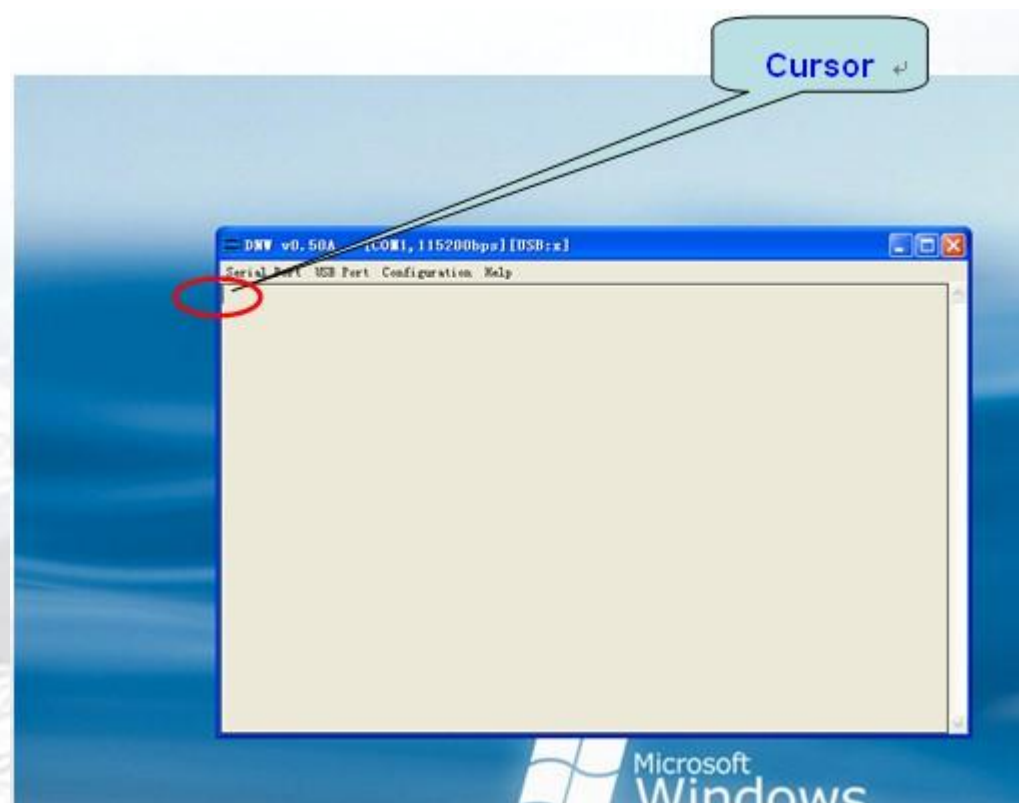 Cursor ↵
DNW v0.50A [COM1,115200bps][USB:x]
Serial Port USB Port Configuration Help
Microsoft
Windows